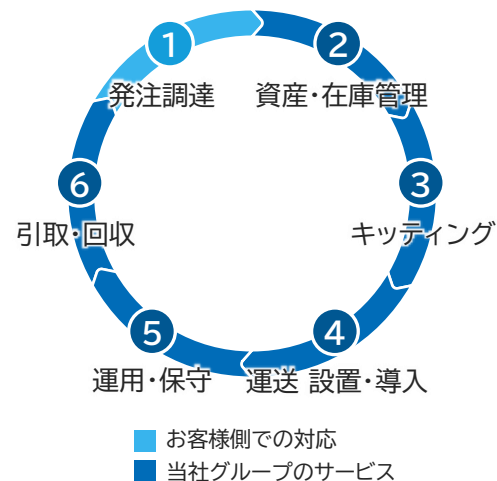 1
発注調達
2
資産・在庫管理
3
キッティング
4
運送 設置・導入
5
運用・保守
6
引取・回収
お客様側での対応
当社グループのサービス